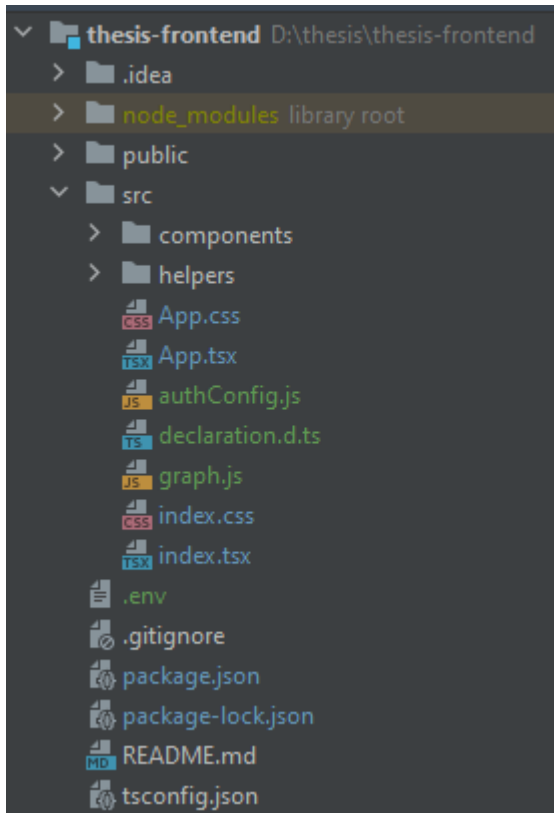 thesis-frontend D:\thesis\thesis-frontend
.idea
node_modules library root
public
src
components
helpers
CSS App.css
TSX App.tsx
JS authConfig.js
TS declaration.d.ts
JS graph.js
CSS index.css
TSX index.tsx
.env
.gitignore
package.json
package-lock.json
MD README.md
tsconfig.json